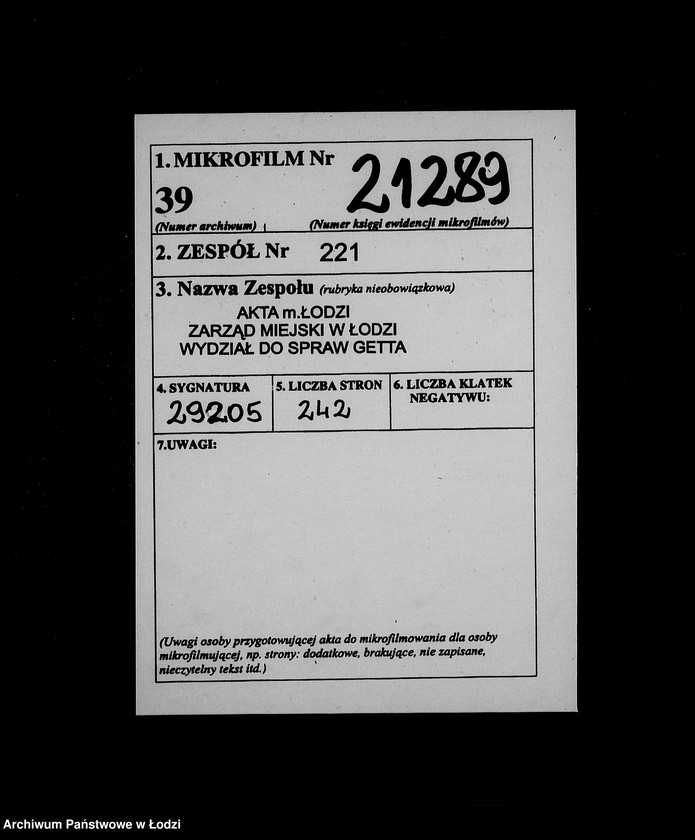 1. MIKROFILM Nr 21289
39
(Numer archiwum) (Numer księgi ewidencji mikrofilmów)
2. ZESPÓŁ Nr 221
3. Nazwa Zespołu (rubryka nieobowiązkowa)
AKTA m.ŁODZI
ZARZĄD MIEJSKI W ŁODZI
WYDZIAŁ DO SPRAW GETTA
4. SYGNATURA
29205
5. LICZBA STRON
242
6. LICZBA KLATEK
NEGATYWU:
7.UWAGI:
(Uwagi osoby przygotowującej akta do mikrofilmowania dla osoby
mikrofilmującej, np. strony: dodatkowe, brakujące, nie zapisane,
nieczytelny tekst itd.)
Archiwum Państwowe w Łodzi